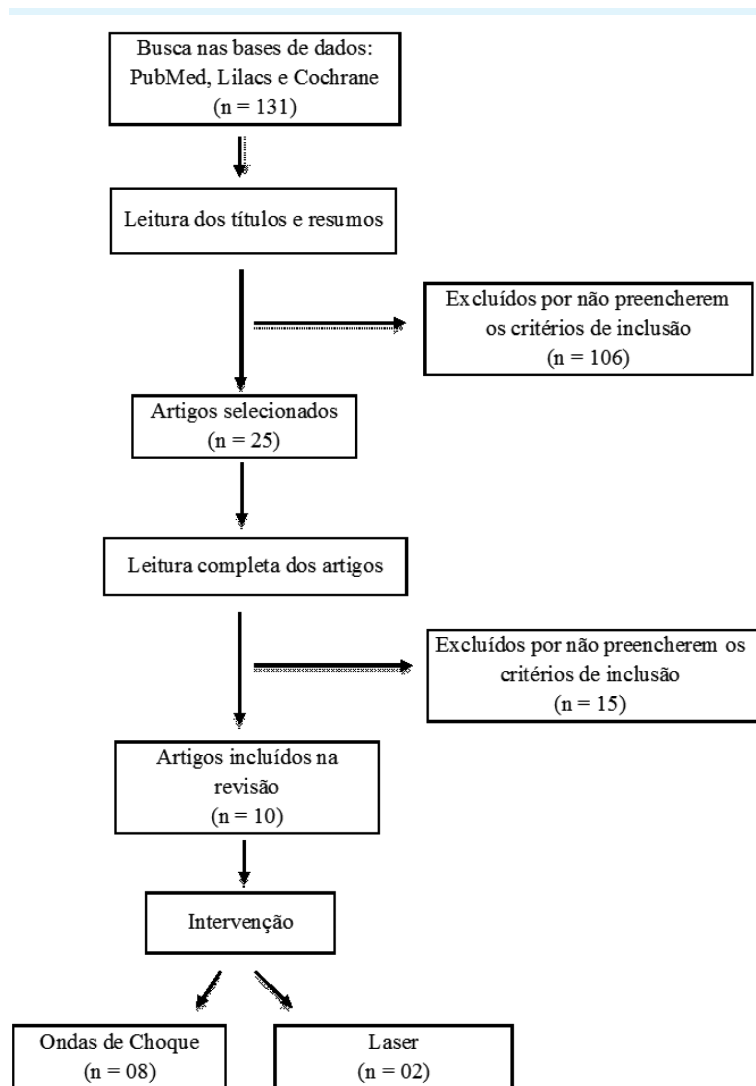 Busca nas bases de dados:
PubMed, Lilacs e Cochrane
(n = 131)
Leitura dos títulos e resumos
Excluídos por não preencherem
os critérios de inclusão
(n = 106)
Artigos selecionados
(n = 25)
Leitura completa dos artigos
Excluídos por não preencherem os
critérios de inclusão
(n = 15)
Artigos incluídos na
revisão
(n = 10)
Intervenção
Ondas de Choque
(n = 08)
Laser
(n = 02)